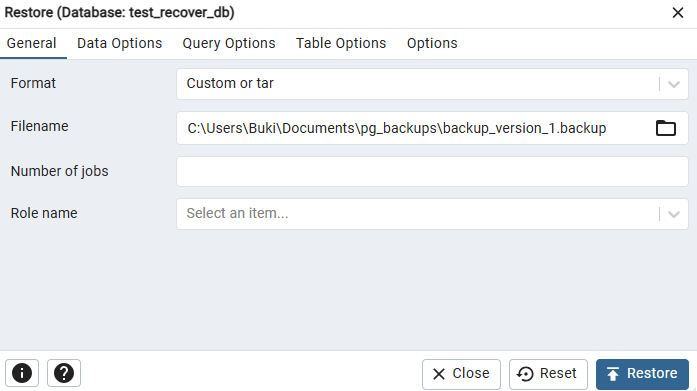 Restore (Database: test_recover_db)
General Data Options Query Options Table Options Options
Format Custom or tar
Filename C:\Users\Buki\Documents\pg_backups\backup_version_1.backup
Number of jobs
Role name Select an item...
Close Reset Restore